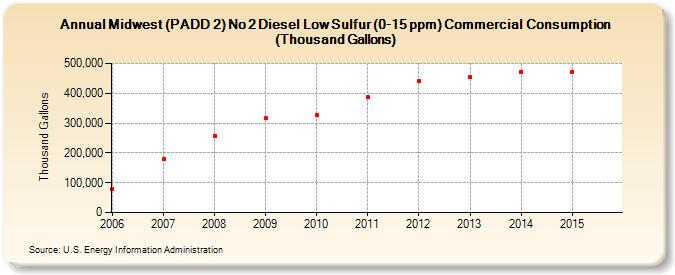 Annual Midwest (PADD 2) No 2 Diesel Low Sulfur (0-15 ppm) Commercial Consumption
(Thousand Gallons)
Thousand Gallons
500,000
400,000
300,000
200,000
100,000
0
2006 2007 2008 2009 2010 2011 2012 2013 2014 2015
Source: U.S. Energy Information Administration